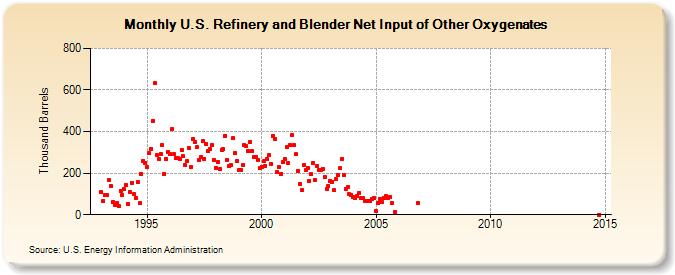 Monthly U.S. Refinery and Blender Net Input of Other Oxygenates
Thousand Barrels
800
600
400
200
0
1995 2000 2005 2010 2015
Source: U.S. Energy Information Administration